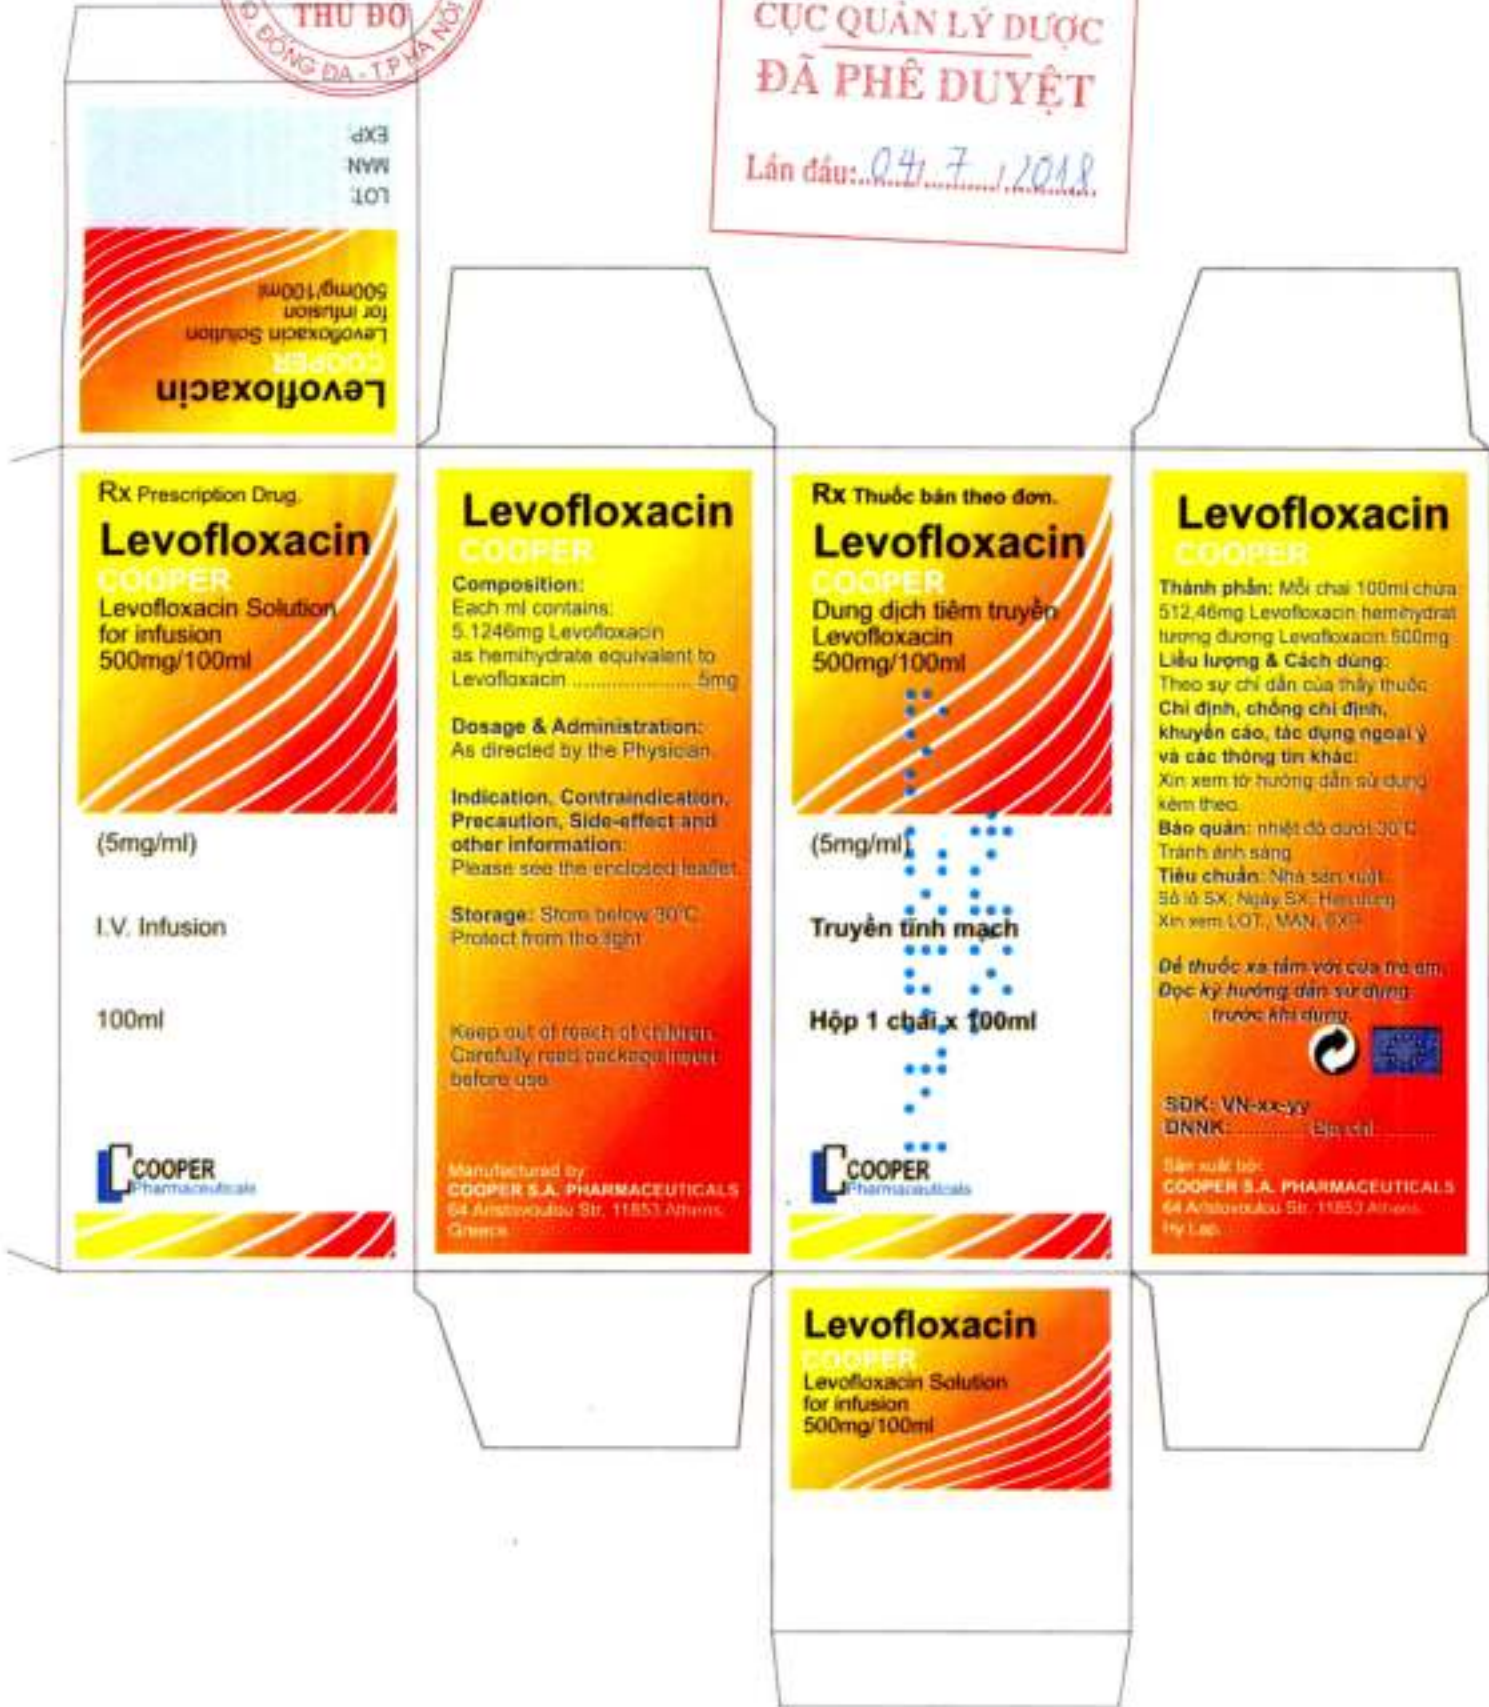 THỦ ĐÔ
Q. ĐỐNG ĐA - T.P HÀ NỘI
CỤC QUẢN LÝ DƯỢC
ĐÃ PHÊ DUYỆT
Lần đầu: 04/ 7 / 2018
EXP:
MAN:
LOT:
Levofloxacin
COOPER
Levofloxacin Solution
for infusion
500mg/100ml
Rx Prescription Drug.
Levofloxacin
COOPER
Levofloxacin Solution
for infusion
500mg/100ml
(5mg/ml)
I.V. Infusion
100ml
COOPER
Pharmaceuticals
Levofloxacin
COOPER
Composition:
Each ml contains:
5.1246mg Levofloxacin
as hemihydrate equivalent to
Levofloxacin ...................... 5mg
Dosage & Administration:
As directed by the Physician.
Indication, Contraindication,
Precaution, Side-effect and
other information:
Please see the enclosed leaflet.
Storage: Store below 30°C.
Protect from the light
Keep out of reach of children.
Carefully read package insert
before use.
Manufactured by
COOPER S.A. PHARMACEUTICALS
64 Aristovoulou Str, 11853 Athens,
Greece
Rx Thuốc bán theo đơn.
Levofloxacin
COOPER
Dung dịch tiêm truyền
Levofloxacin
500mg/100ml
(5mg/ml)
Truyền tĩnh mạch
Hộp 1 chai x 100ml
COOPER
Pharmaceuticals
Levofloxacin
COOPER
Thành phần: Mỗi chai 100ml chứa
512,46mg Levofloxacin hemihydrat
tương đương Levofloxacin 500mg
Liều lượng & Cách dùng:
Theo sự chỉ dẫn của thầy thuốc
Chỉ định, chống chỉ định,
khuyến cáo, tác dụng ngoại ý
và các thông tin khác:
Xin xem tờ hướng dẫn sử dụng
kèm theo.
Bảo quản: nhiệt độ dưới 30°C
Tránh ánh sáng
Tiêu chuẩn: Nhà sản xuất
Số lô SX, Ngày SX, Hạn dùng
Xin xem LOT., MAN, EXP
Để thuốc xa tầm với của trẻ em.
Đọc kỹ hướng dẫn sử dụng
trước khi dùng.
SĐK: VN-xx-yy
DNNK:............... Địa chỉ...........
Sản xuất bởi:
COOPER S.A. PHARMACEUTICALS
64 Aristovoulou Str, 11853 Athens,
Hy Lạp.
Levofloxacin
COOPER
Levofloxacin Solution
for infusion
500mg/100ml